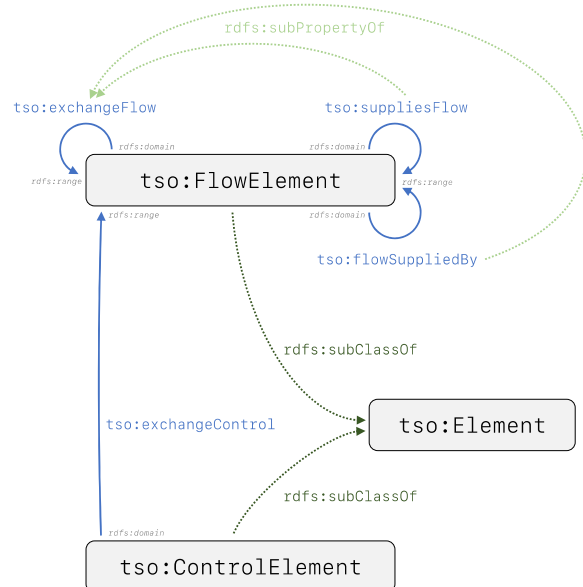 rdfs:subPropertyOf
tso:exchangeFlow
tso:suppliesFlow
rdfs:domain
rdfs:domain
rdfs:range
tso:FlowElement
rdfs:range
rdfs:range
rdfs:domain
tso:flowSuppliedBy
rdfs:subClassOf
tso:exchangeControl
tso:Element
rdfs:subClassOf
rdfs:domain
tso:ControlElement